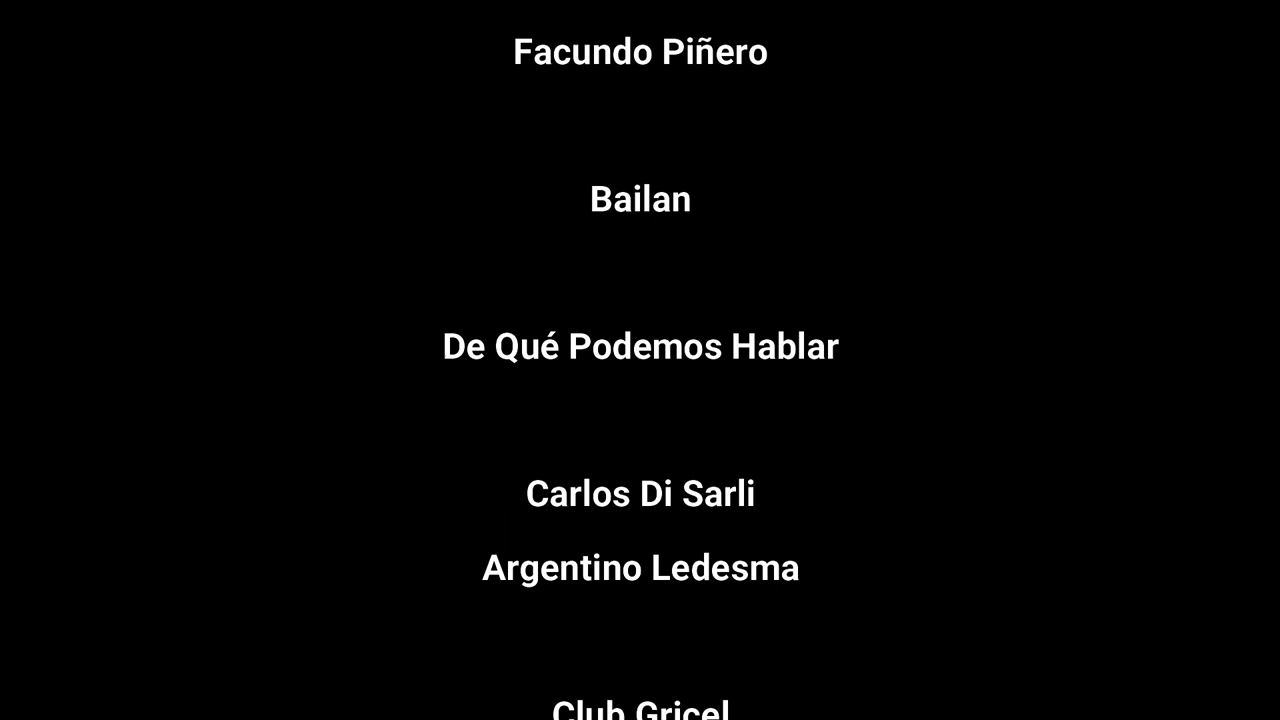 Facundo Piñero
Bailan
De Qué Podemos Hablar
Carlos Di Sarli
Argentino Ledesma
Club Gricel